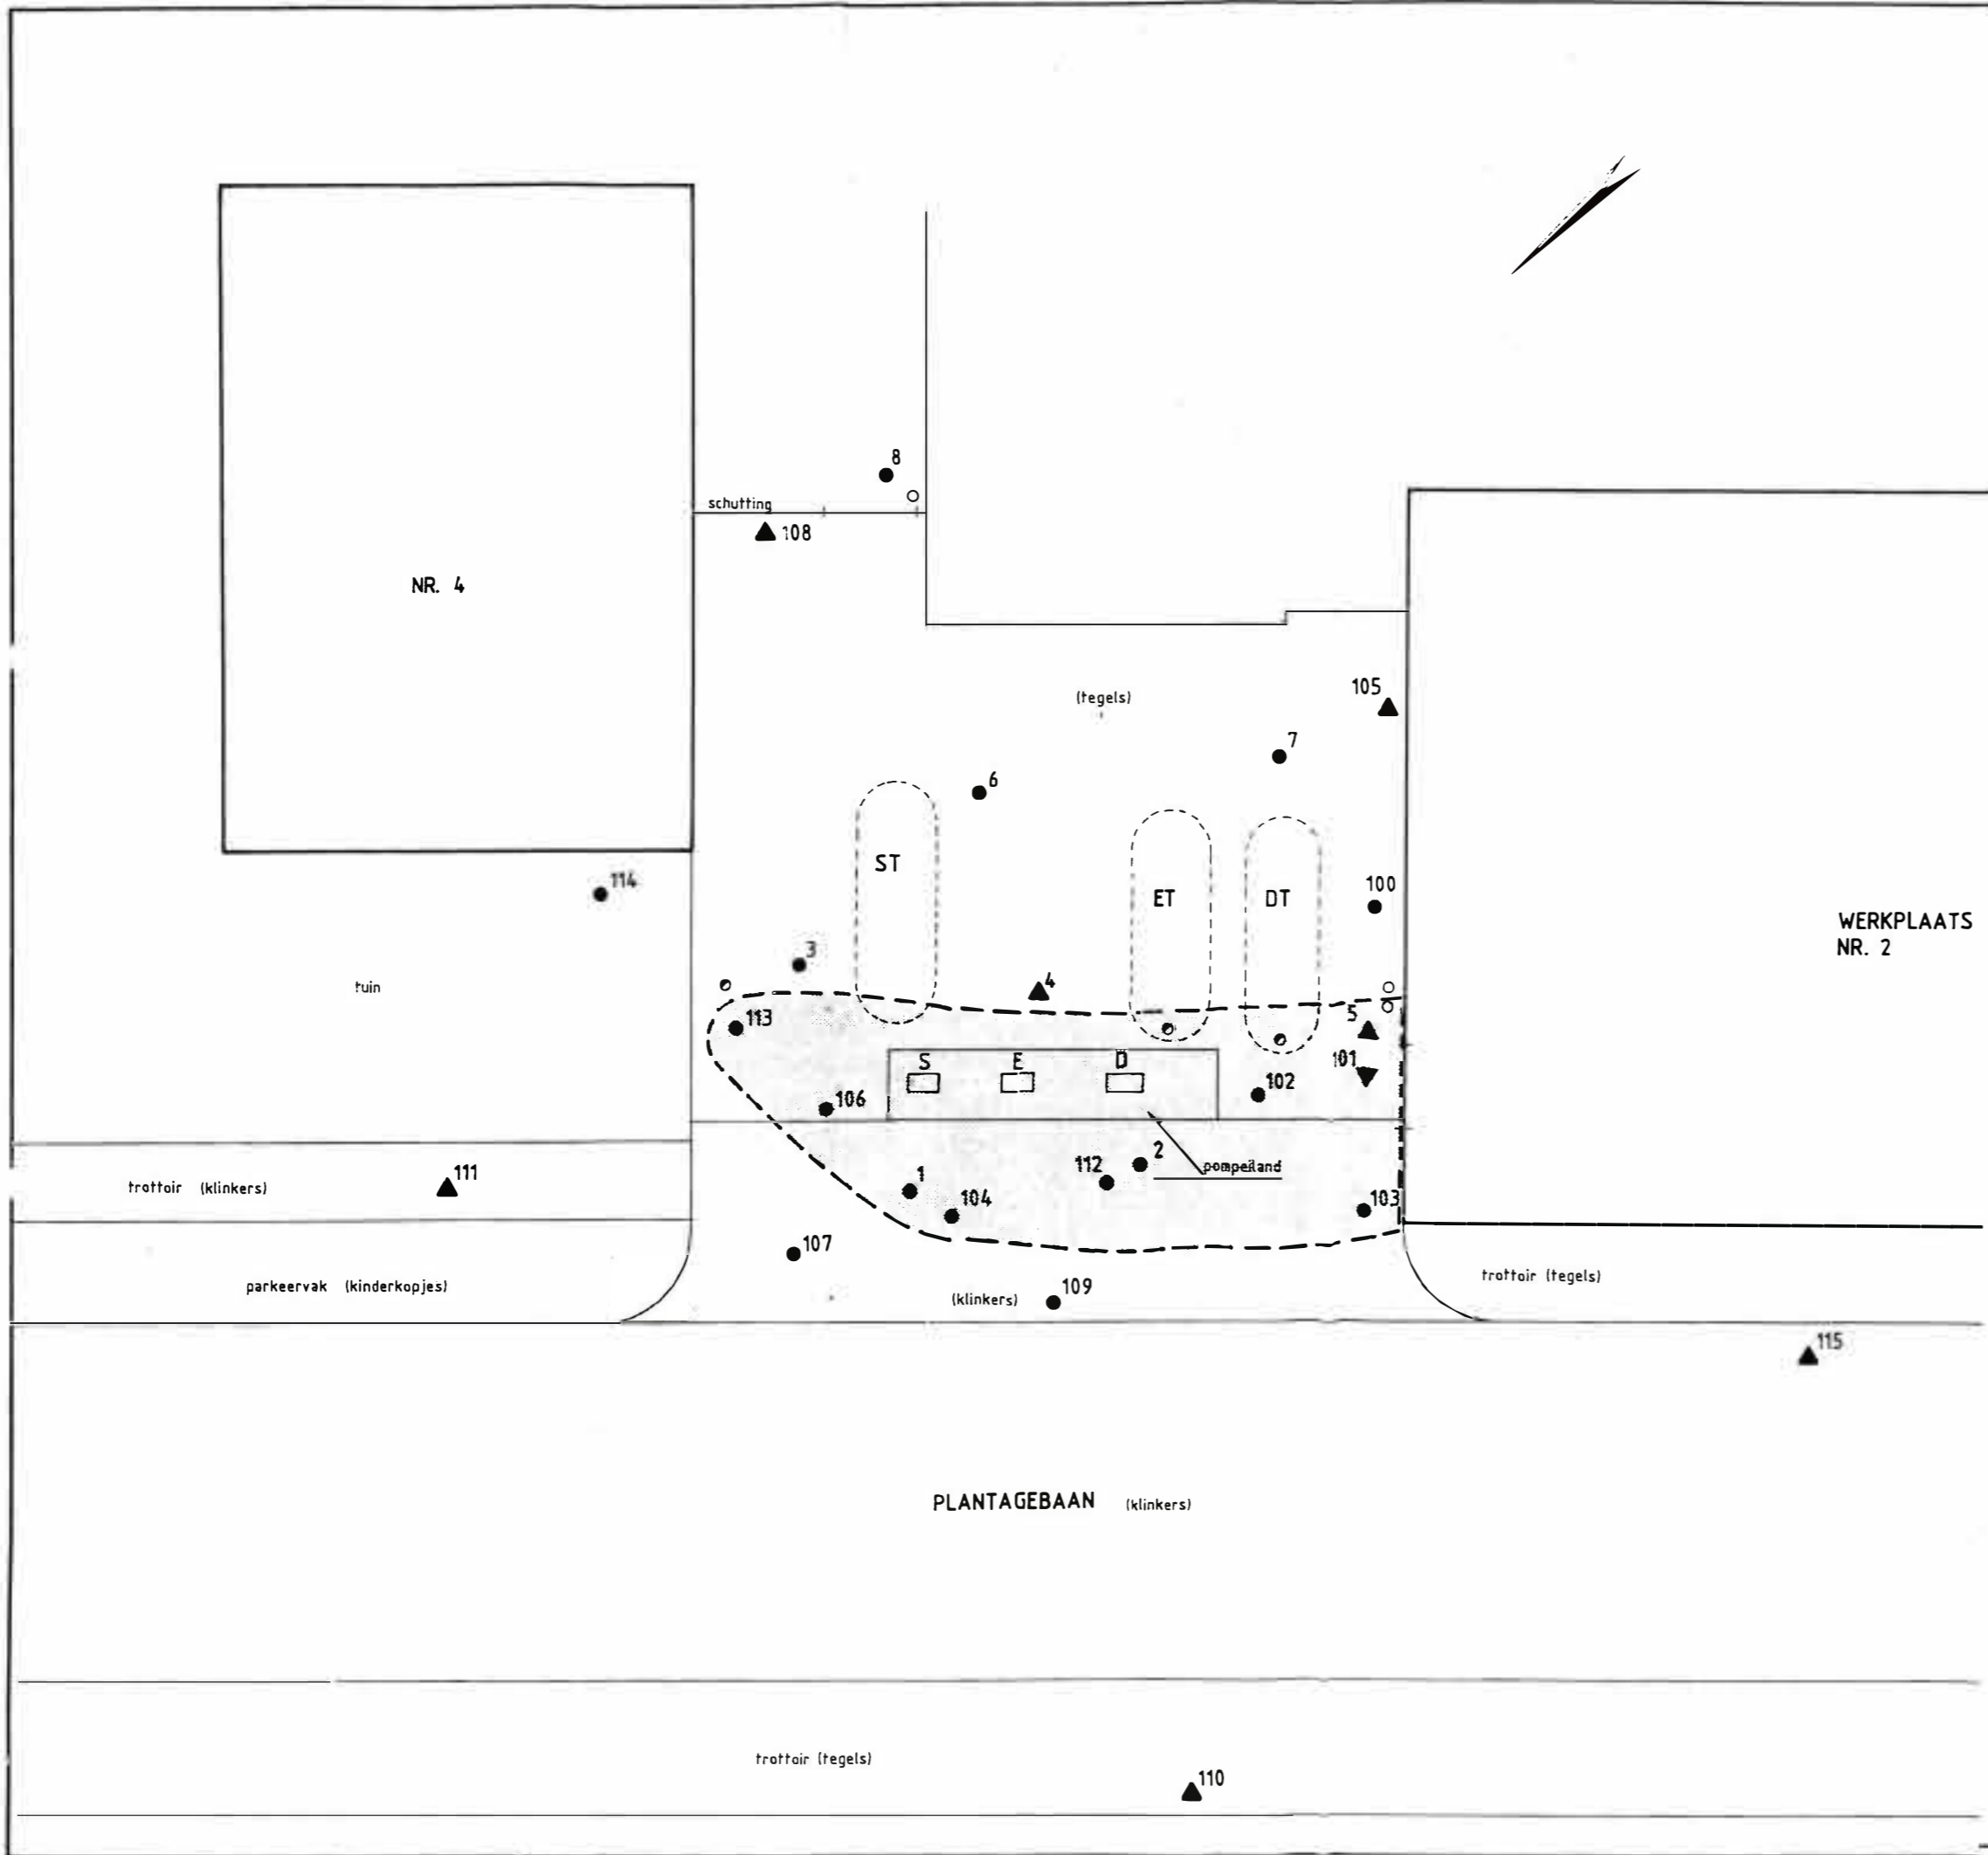 8
schutting
108
NR. 4
(tegels)
105
7
6
ST
114
ET
DT
100
WERKPLAATS
NR. 2
3
tuin
4
5
113
S
E
D
101
102
106
111
trottoir (klinkers)
1
112
2
pompeiland
104
103
107
parkeervak (kinderkopjes)
(klinkers)
109
trottoir (tegels)
115
PLANTAGEBAAN (klinkers)
trottoir (tegels)
110